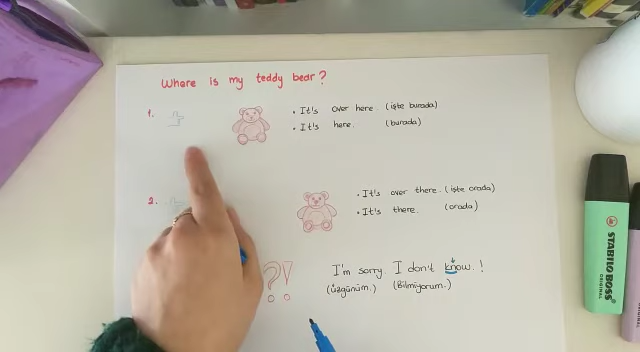 Where is my teddy bear?
1.
• It's over here. (işte burada)
• It's here. (burada)
2.
• It's over there. (işte orada)
• It's there. (orada)
?!
I'm sorry. I don't know.!
(üzgünüm.) (Bilmiyorum.)
STABILO BOSS